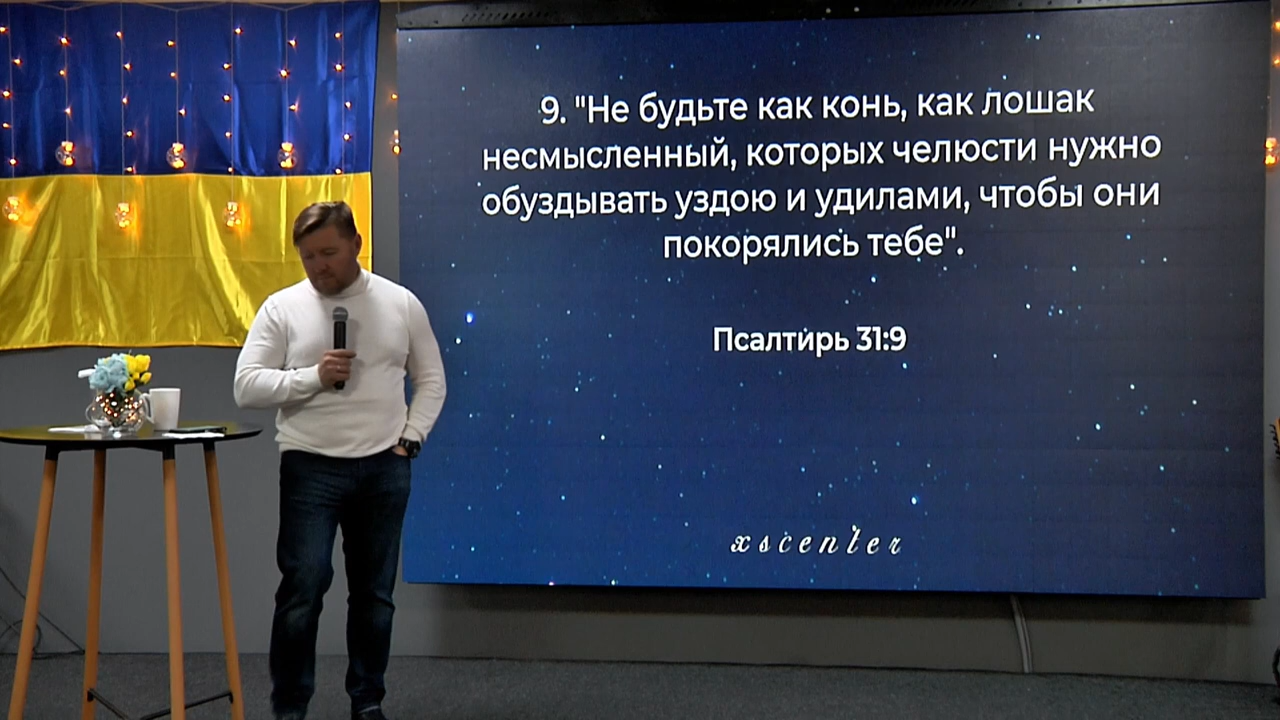 9. "Не будьте как конь, как лошак
несмысленный, которых челюсти нужно
обуздывать уздою и удилами, чтобы они
покорялись тебе".
Псалтирь 31:9
xscenter